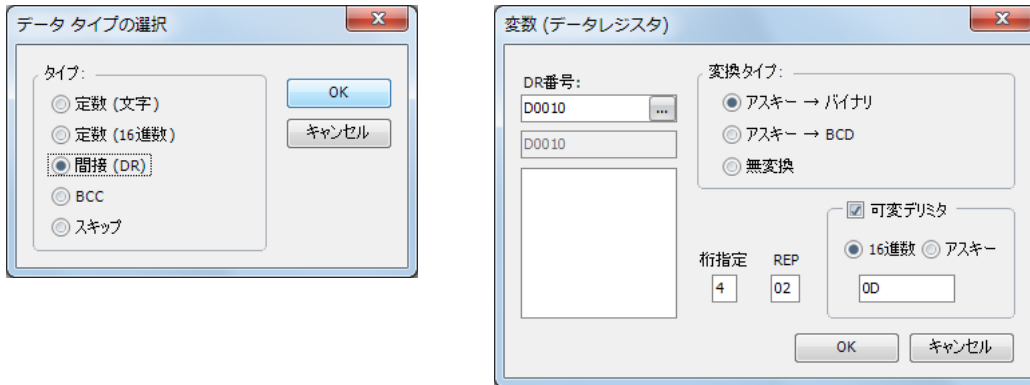 データ タイプの選択
タイプ:
定数 (文字)
定数 (16進数)
間接 (DR)
BCC
スキップ
OK
キャンセル
変数 (データレジスタ)
DR番号:
D0010
...
D0010
変換タイプ:
アスキー → バイナリ
アスキー → BCD
無変換
可変デリミタ
16進数 アスキー
0D
桁指定 REP
4 02
OK キャンセル